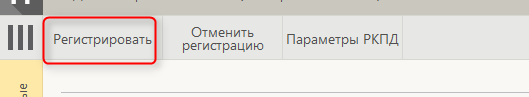 Регистрировать
Отменить
регистрацию
Параметры РКПД